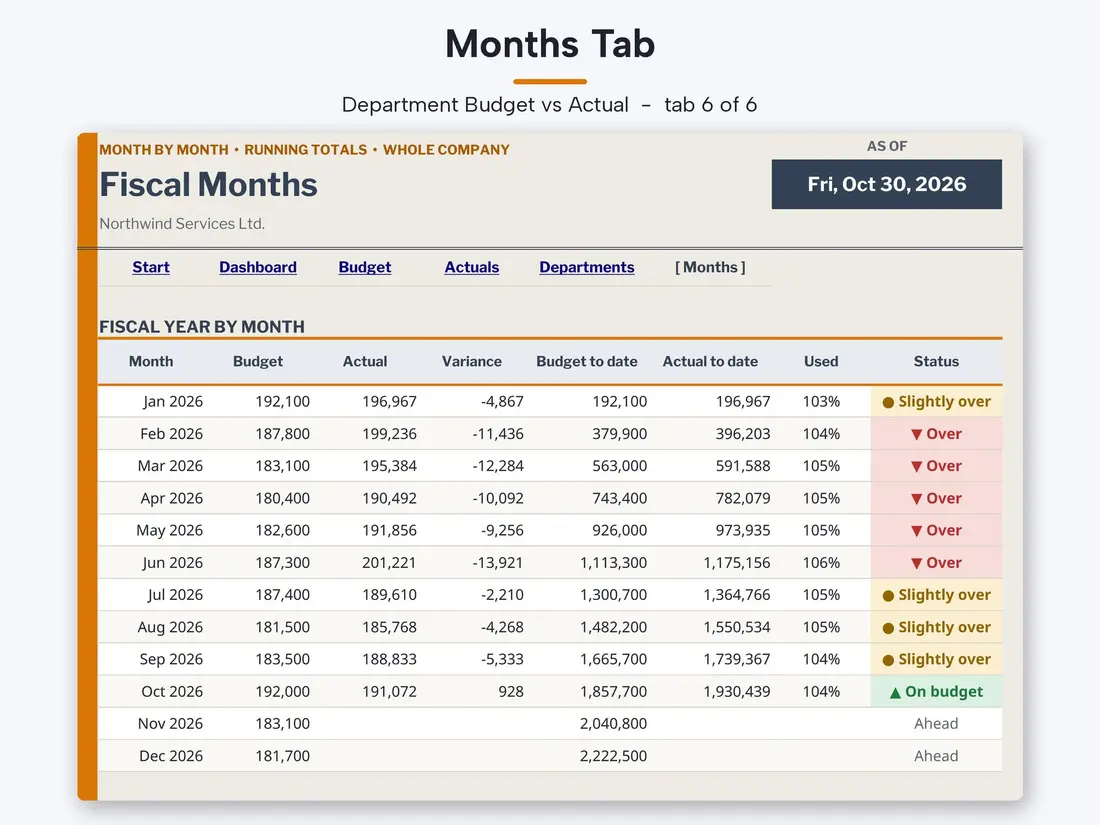 Months Tab
Department Budget vs Actual – tab 6 of 6
MONTH BY MONTH • RUNNING TOTALS • WHOLE COMPANY
AS OF
Fiscal Months
Fri, Oct 30, 2026
Northwind Services Ltd.
Start Dashboard Budget Actuals Departments [ Months ]
FISCAL YEAR BY MONTH
Month Budget Actual Variance Budget to date Actual to date Used Status
Jan 2026 192,100 196,967 -4,867 192,100 196,967 103% ● Slightly over
Feb 2026 187,800 199,236 -11,436 379,900 396,203 104% ▼ Over
Mar 2026 183,100 195,384 -12,284 563,000 591,588 105% ▼ Over
Apr 2026 180,400 190,492 -10,092 743,400 782,079 105% ▼ Over
May 2026 182,600 191,856 -9,256 926,000 973,935 105% ▼ Over
Jun 2026 187,300 201,221 -13,921 1,113,300 1,175,156 106% ▼ Over
Jul 2026 187,400 189,610 -2,210 1,300,700 1,364,766 105% ● Slightly over
Aug 2026 181,500 185,768 -4,268 1,482,200 1,550,534 105% ● Slightly over
Sep 2026 183,500 188,833 -5,333 1,665,700 1,739,367 104% ● Slightly over
Oct 2026 192,000 191,072 928 1,857,700 1,930,439 104% ▲ On budget
Nov 2026 183,100 2,040,800 Ahead
Dec 2026 181,700 2,222,500 Ahead